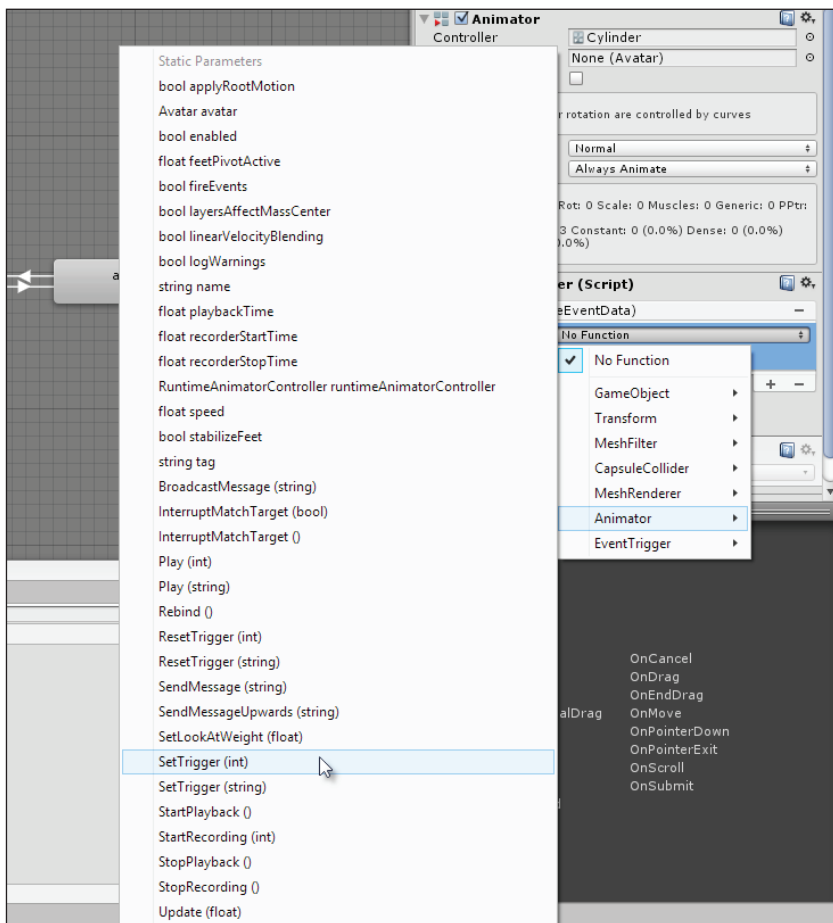 Animator
Controller
Cylinder
None (Avatar)
r rotation are controlled by curves
Normal
Always Animate
Rot: 0 Scale: 0 Muscles: 0 Generic: 0 PPtr:
3 Constant: 0 (0.0%) Dense: 0 (0.0%)
.0%)
er (Script)
eEventData)
No Function
No Function
GameObject
Transform
MeshFilter
CapsuleCollider
MeshRenderer
Animator
EventTrigger
a
Static Parameters
bool applyRootMotion
Avatar avatar
bool enabled
float feetPivotActive
bool fireEvents
bool layersAffectMassCenter
bool linearVelocityBlending
bool logWarnings
string name
float playbackTime
float recorderStartTime
float recorderStopTime
RuntimeAnimatorController runtimeAnimatorController
float speed
bool stabilizeFeet
string tag
BroadcastMessage (string)
InterruptMatchTarget (bool)
InterruptMatchTarget ()
Play (int)
Play (string)
Rebind ()
ResetTrigger (int)
ResetTrigger (string)
SendMessage (string)
SendMessageUpwards (string)
SetLookAtWeight (float)
SetTrigger (int)
SetTrigger (string)
StartPlayback ()
StartRecording (int)
StopPlayback ()
StopRecording ()
Update (float)
OnCancel
OnDrag
OnEndDrag
alDrag OnMove
OnPointerDown
OnPointerExit
OnScroll
OnSubmit